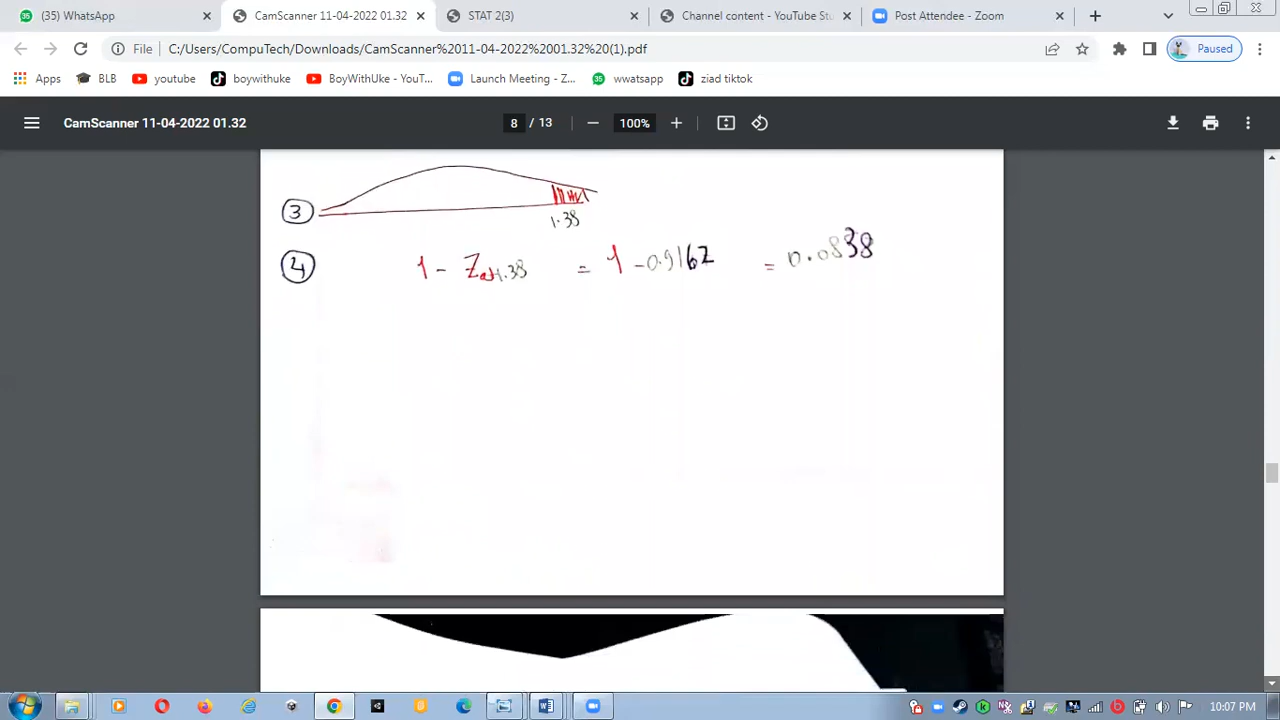 (35) WhatsApp
CamScanner 11-04-2022 01.32
STAT 2(3)
Channel content - YouTube Stu
Post Attendee - Zoom
File C:/Users/CompuTech/Downloads/CamScanner%2011-04-2022%2001.32%20(1).pdf
Paused
Apps BLB youtube boywithuke BoyWithUke - YouT... Launch Meeting - Z... wwatsapp ziad tiktok
CamScanner 11-04-2022 01.32
8 / 13
100%
3
1.38
4
1 - Z at 1.38 = 1 - 0.9162 = 0.0838
10:07 PM